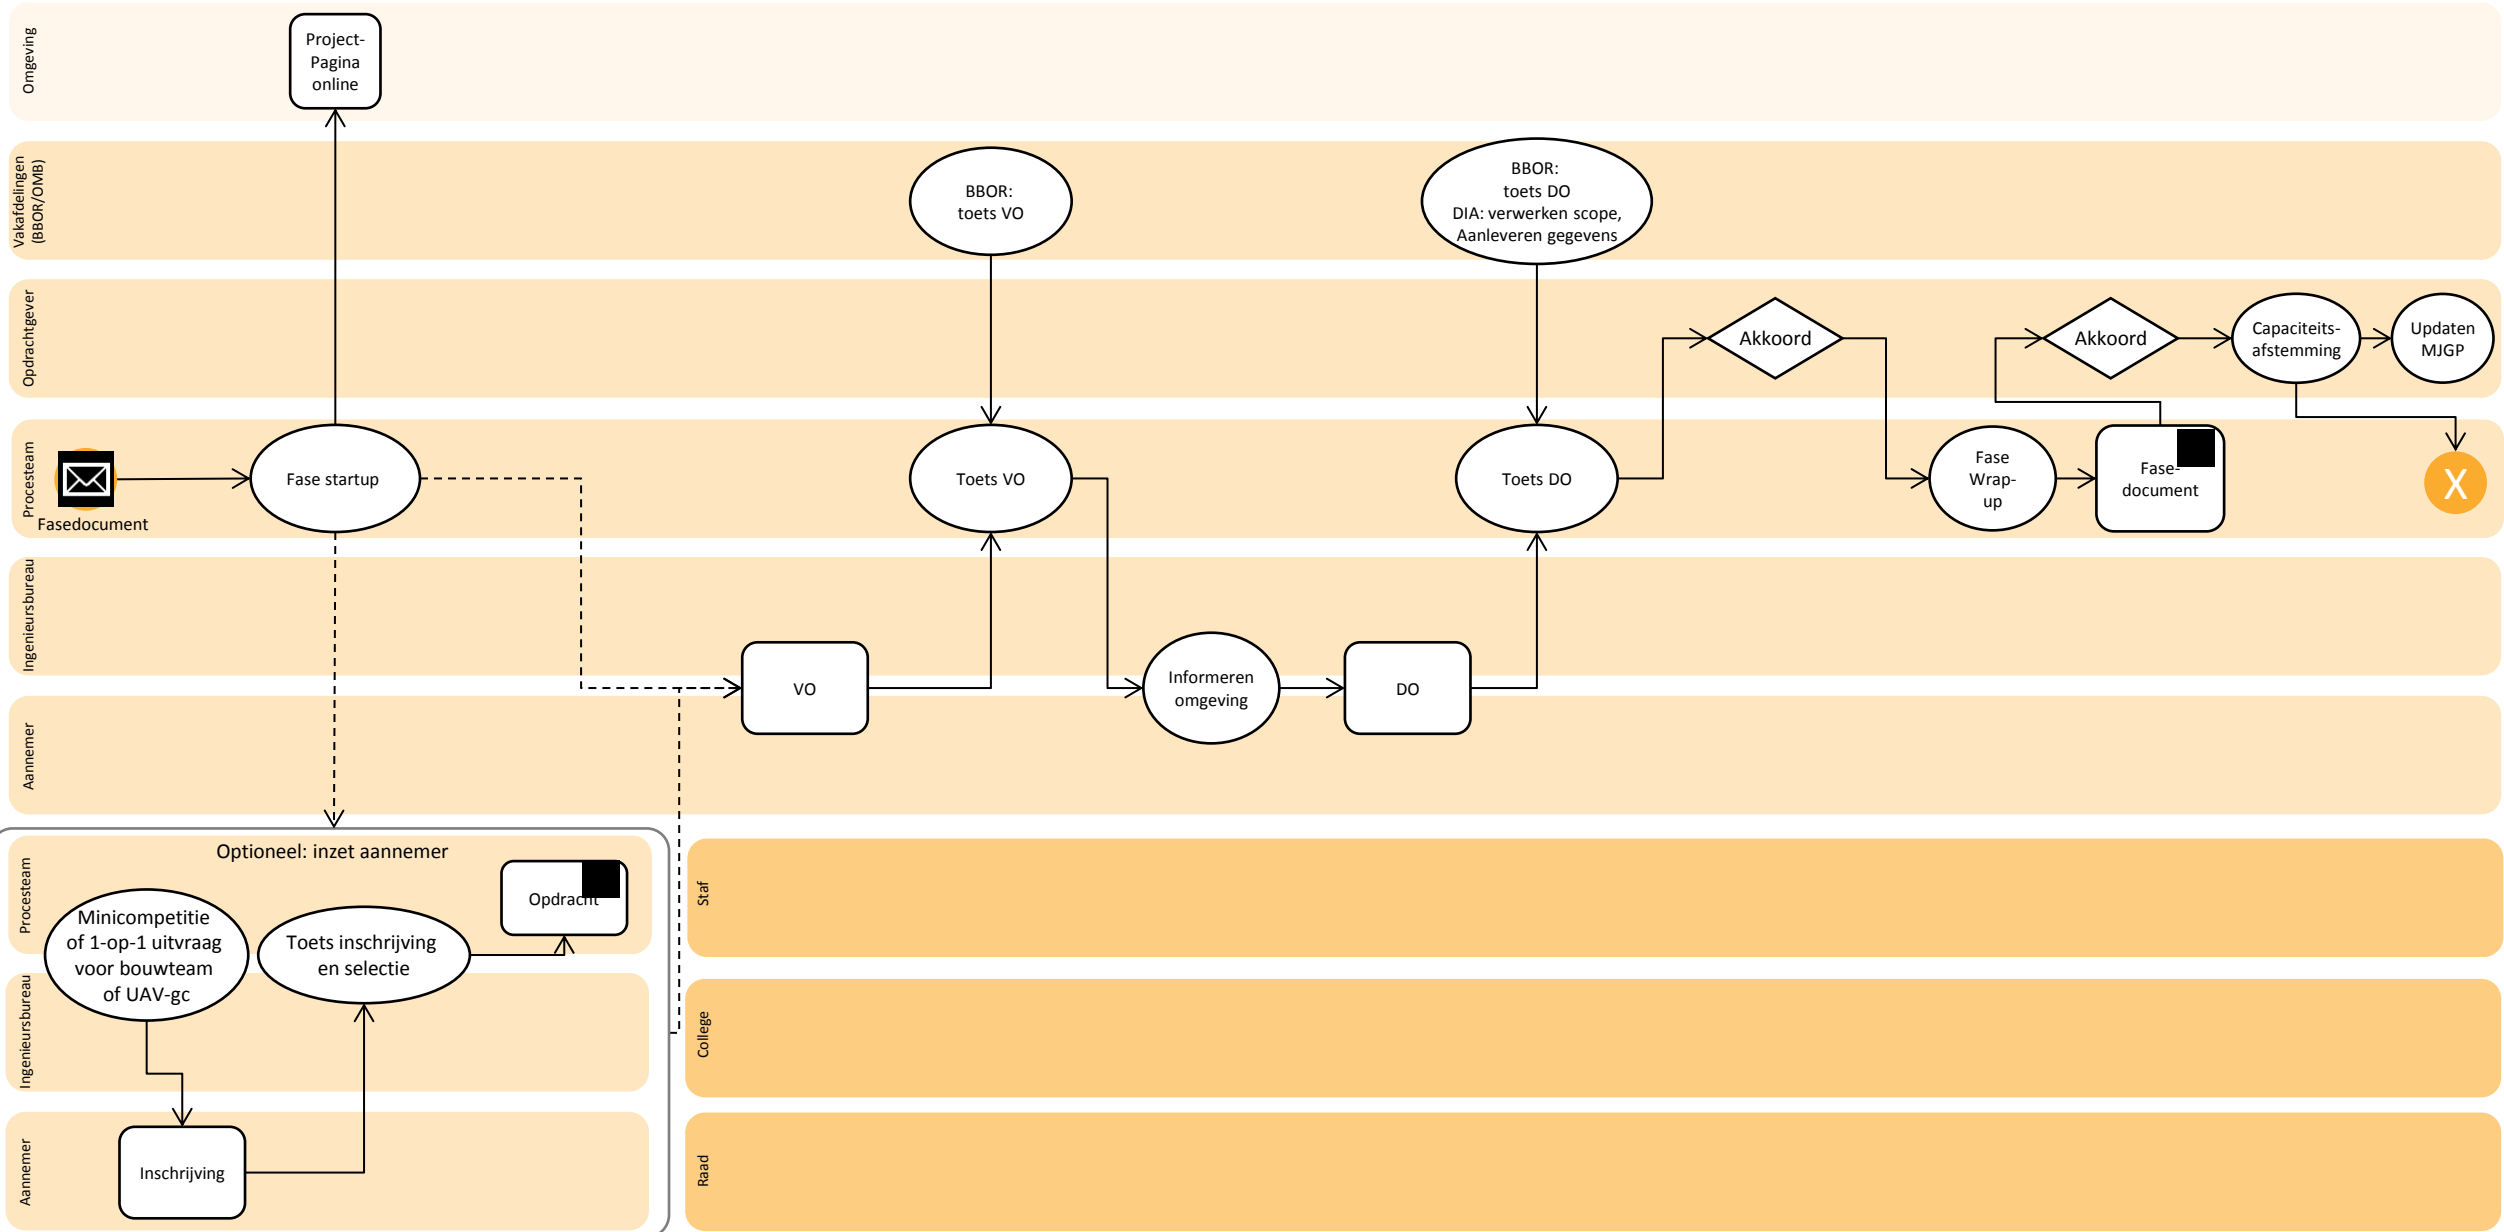 Omgeving
Project-
Pagina
online
Vakafdelingen
(BBOR/OMB)
BBOR:
toets VO
BBOR:
toets DO
DIA: verwerken scope,
Aanleveren gegevens
Opdrachtgever
Akkoord
Akkoord
Capaciteits-
afstemming
Updaten
MJGP
Procesteam
Fasedocument
Fase startup
Toets VO
Toets DO
Fase
Wrap-
up
Fase-
document
X
Ingenieursbureau
VO
Informeren
omgeving
DO
Aannemer
Optioneel: inzet aannemer
Procesteam
Minicompetitie
of 1-op-1 uitvraag
voor bouwteam
of UAV-gc
Toets inschrijving
en selectie
Opdracht
Ingenieursbureau
Aannemer
Inschrijving
Staf
College
Raad